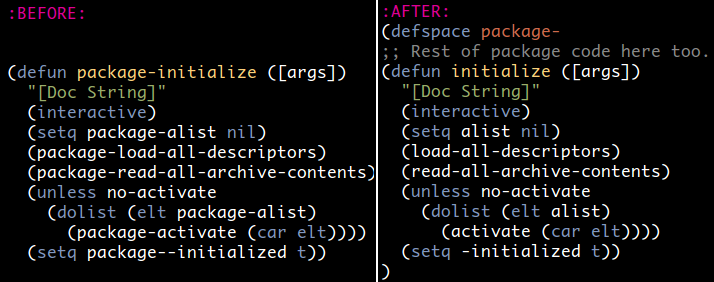 :BEFORE:
(defun package-initialize ([args])
  "[Doc String]"
  (interactive)
  (setq package-alist nil)
  (package-load-all-descriptors)
  (package-read-all-archive-contents)
  (unless no-activate
    (dolist (elt package-alist)
      (package-activate (car elt))))
  (setq package--initialized t))
:AFTER:
(defspace package-
;; Rest of package code here too.
(defun initialize ([args])
  "[Doc String]"
  (interactive)
  (setq alist nil)
  (load-all-descriptors)
  (read-all-archive-contents)
  (unless no-activate
    (dolist (elt alist)
      (activate (car elt))))
  (setq -initialized t))
)